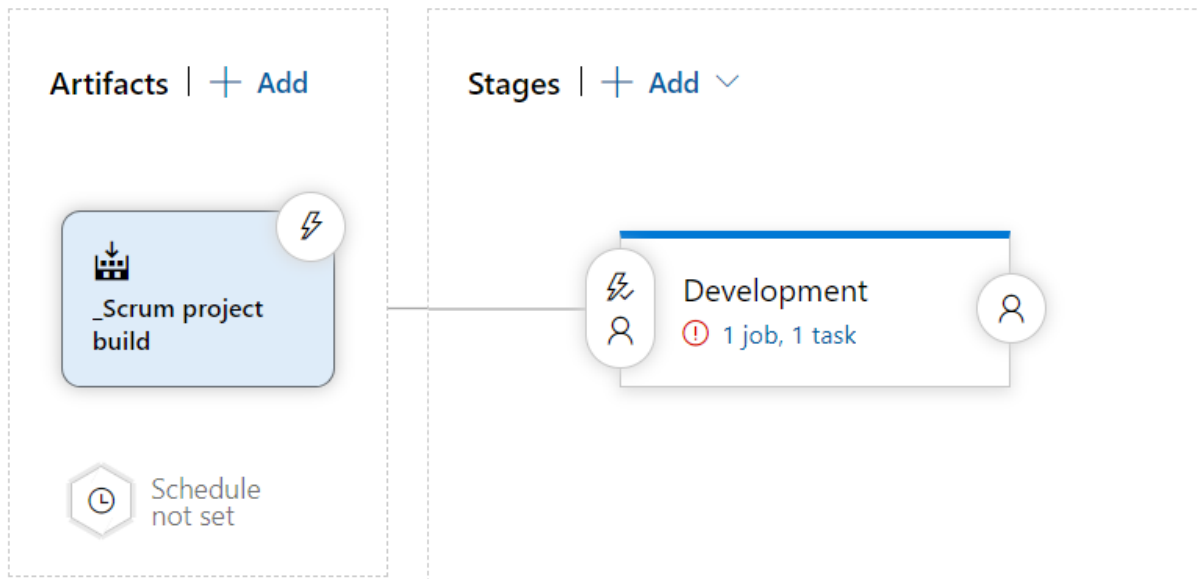 Artifacts | + Add
Stages | + Add
_Scrum project
build
Development
1 job, 1 task
Schedule
not set